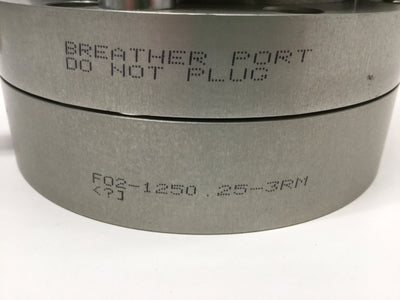 BREATHER PORT
DO NOT PLUG
F02-1250.25-3RM
<?]